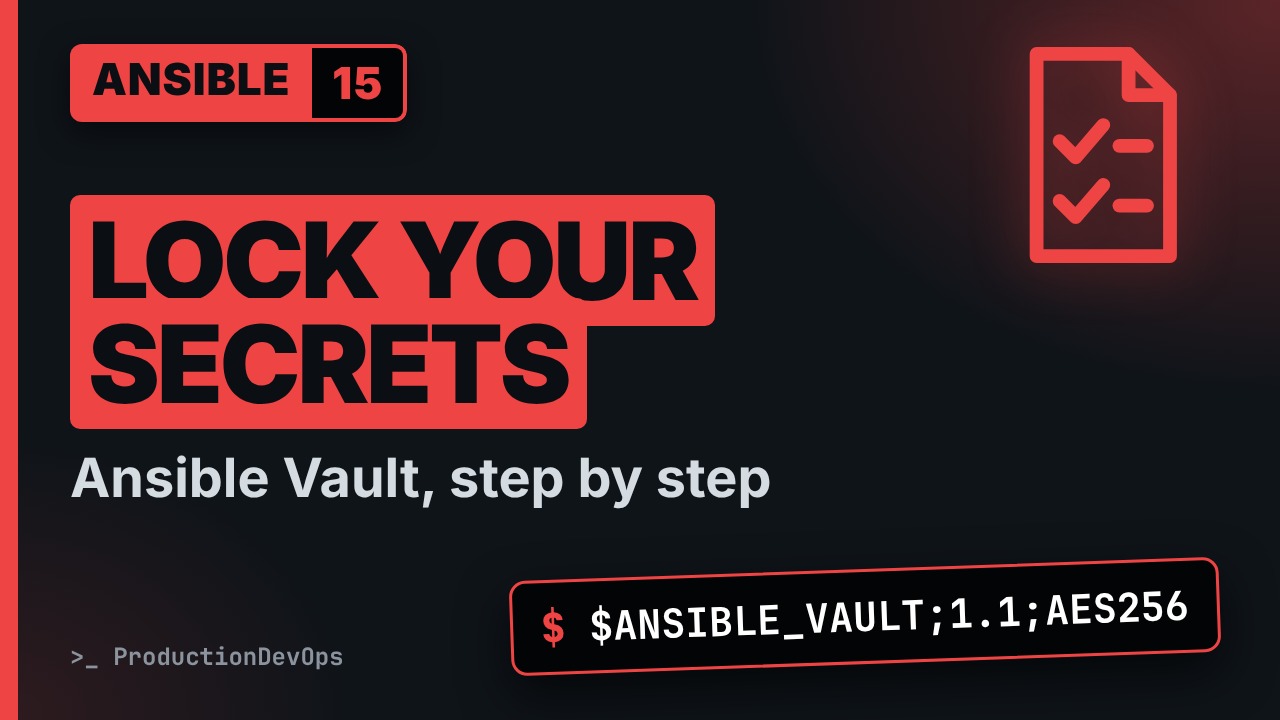 ANSIBLE 15
LOCK YOUR
SECRETS
Ansible Vault, step by step
$ $ANSIBLE_VAULT;1.1;AES256
>_ ProductionDevOps